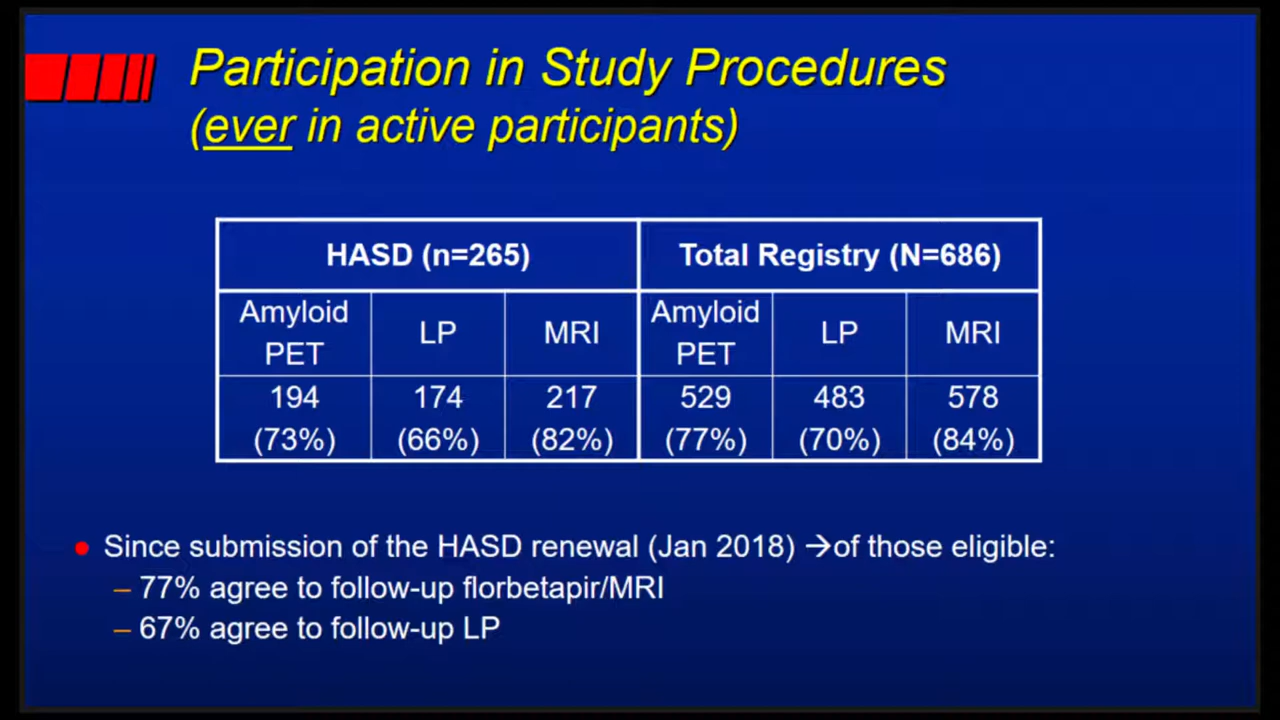 Participation in Study Procedures
(ever in active participants)
HASD (n=265) Total Registry (N=686)
Amyloid PET LP MRI Amyloid PET LP MRI
194 174 217 529 483 578
(73%) (66%) (82%) (77%) (70%) (84%)
● Since submission of the HASD renewal (Jan 2018) →of those eligible:
– 77% agree to follow-up florbetapir/MRI
– 67% agree to follow-up LP